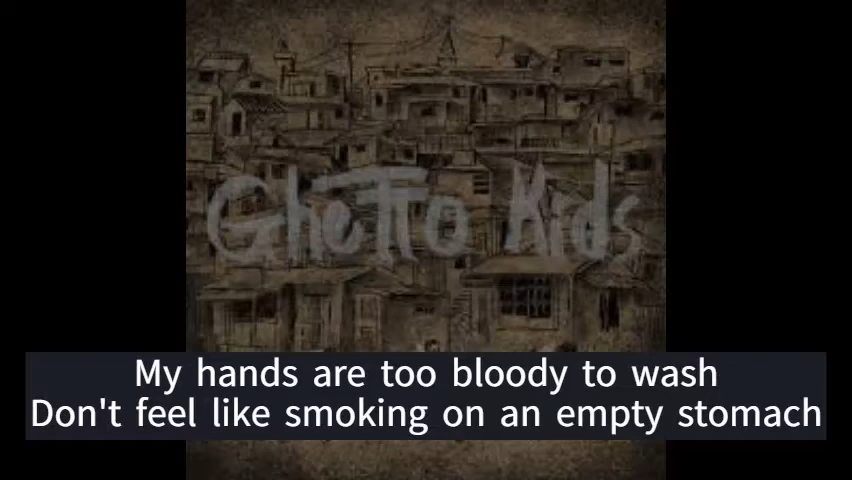 Ghetto Kids
My hands are too bloody to wash
Don't feel like smoking on an empty stomach